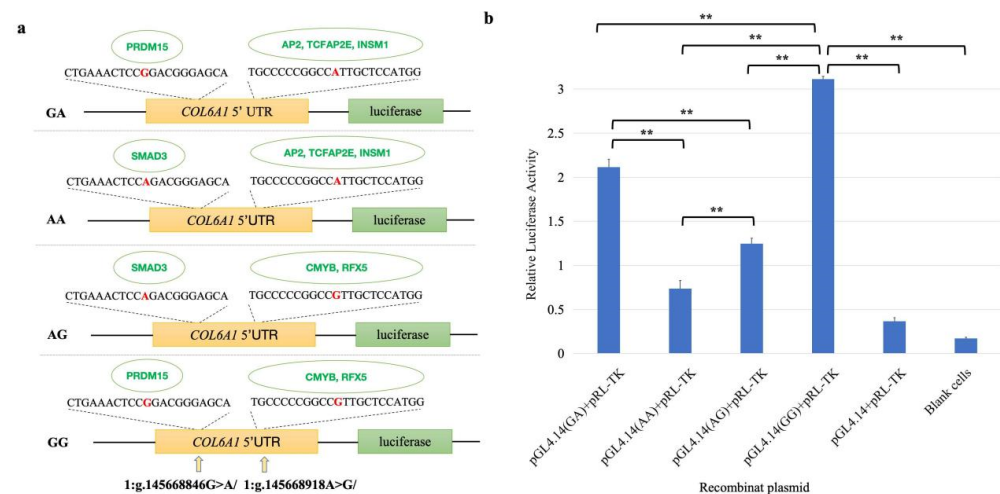 a
PRDM15
AP2, TCFAP2E, INSM1
CTGAAACTCCGGACGGGAGCA
TGCCCCCGGCCATTGCTCCATGG
GA
COL6A1 5' UTR
luciferase
SMAD3
AP2, TCFAP2E, INSM1
CTGAAACTCCAGACGGGAGCA
TGCCCCCGGCCATTGCTCCATGG
AA
COL6A1 5'UTR
luciferase
SMAD3
CMYB, RFX5
CTGAAACTCCAGACGGGAGCA
TGCCCCCGGCCGTTGCTCCATGG
AG
COL6A1 5'UTR
luciferase
PRDM15
CMYB, RFX5
CTGAAACTCCGGACGGGAGCA
TGCCCCCGGCCGTTGCTCCATGG
GG
COL6A1 5'UTR
luciferase
1:g.145668846G>A/ 1:g.145668918A>G/
b
**
**
**
**
**
**
**
**
**
Relative Luciferase Activity
3
2.5
2
1.5
1
0.5
0
pGL4.14(GA)+pRL-TK
pGL4.14(AA)+pRL-TK
pGL4.14(AG)+pRL-TK
pGL4.14(GG)+pRL-TK
pGL4.14+pRL-TK
Blank cells
Recombinat plasmid